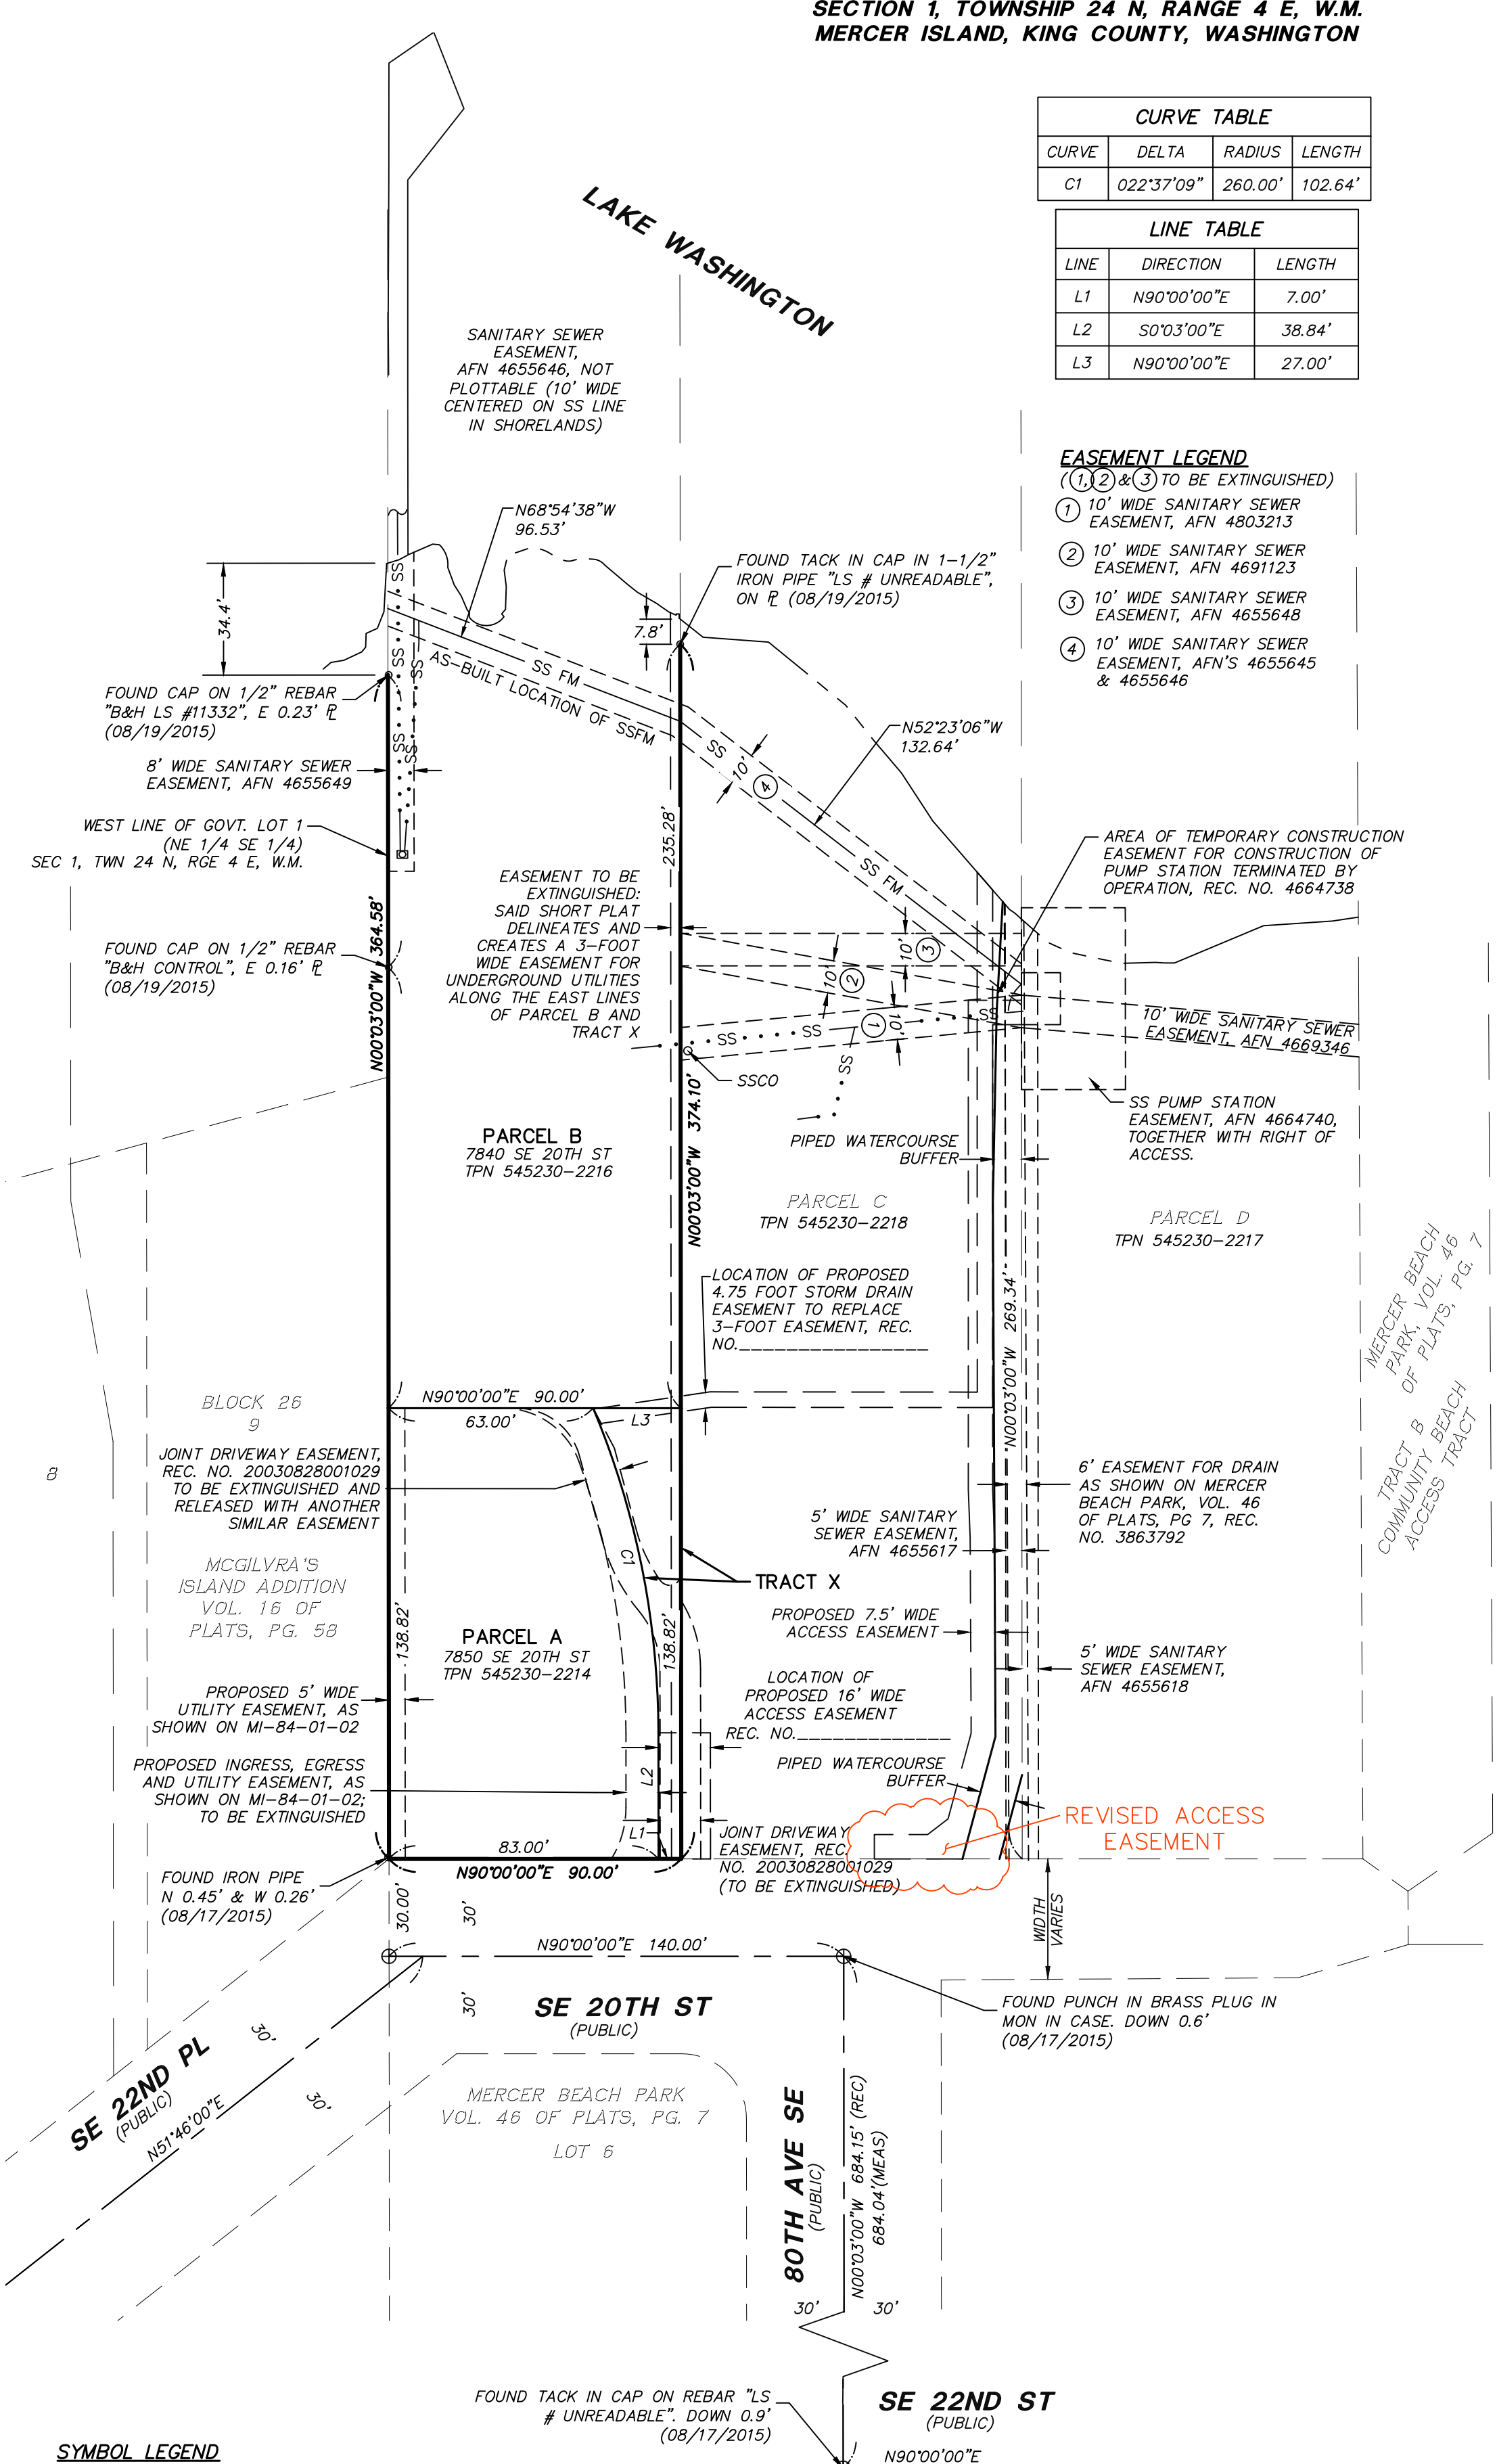 SECTION 1, TOWNSHIP 24 N, RANGE 4 E, W.M.
MERCER ISLAND, KING COUNTY, WASHINGTON
CURVE TABLE
CURVE DELTA RADIUS LENGTH
C1 022°37'09" 260.00' 102.64'
LINE TABLE
LINE DIRECTION LENGTH
L1 N90°00'00"E 7.00'
L2 S0°03'00"E 38.84'
L3 N90°00'00"E 27.00'
LAKE WASHINGTON
SANITARY SEWER
EASEMENT,
AFN 4655646, NOT
PLOTTABLE (10' WIDE
CENTERED ON SS LINE
IN SHORELANDS)
EASEMENT LEGEND
(1, 2 & 3 TO BE EXTINGUISHED)
1 10' WIDE SANITARY SEWER
EASEMENT, AFN 4803213
2 10' WIDE SANITARY SEWER
EASEMENT, AFN 4691123
3 10' WIDE SANITARY SEWER
EASEMENT, AFN 4655648
4 10' WIDE SANITARY SEWER
EASEMENT, AFN'S 4655645
& 4655646
N68°54'38"W
96.53'
FOUND TACK IN CAP IN 1-1/2"
IRON PIPE "LS # UNREADABLE",
ON PL (08/19/2015)
34.4'
7.8'
SS
SS
SS
SS
SS
SS FM
AS-BUILT LOCATION OF SSFM
SS
10'
4
SS FM
FOUND CAP ON 1/2" REBAR
"B&H LS #11332", E 0.23' PL
(08/19/2015)
N52°23'06"W
132.64'
8' WIDE SANITARY SEWER
EASEMENT, AFN 4655649
WEST LINE OF GOVT. LOT 1
(NE 1/4 SE 1/4)
SEC 1, TWN 24 N, RGE 4 E, W.M.
235.28'
AREA OF TEMPORARY CONSTRUCTION
EASEMENT FOR CONSTRUCTION OF
PUMP STATION TERMINATED BY
OPERATION, REC. NO. 4664738
EASEMENT TO BE
EXTINGUISHED:
SAID SHORT PLAT
DELINEATES AND
CREATES A 3-FOOT
WIDE EASEMENT FOR
UNDERGROUND UTILITIES
ALONG THE EAST LINES
OF PARCEL B AND
TRACT X
N00°03'00"W 364.58'
FOUND CAP ON 1/2" REBAR
"B&H CONTROL", E 0.16' PL
(08/19/2015)
10'
3
10'
2
10'
1
SS
SS
SS
SS
10' WIDE SANITARY SEWER
EASEMENT, AFN 4669346
SSCO
SS PUMP STATION
EASEMENT, AFN 4664740,
TOGETHER WITH RIGHT OF
ACCESS.
N00°03'00"W 374.10'
PARCEL B
7840 SE 20TH ST
TPN 545230-2216
PIPED WATERCOURSE
BUFFER
PARCEL C
TPN 545230-2218
PARCEL D
TPN 545230-2217
MERCER BEACH
PARK, VOL. 46
OF PLATS, PG. 7
LOCATION OF PROPOSED
4.75 FOOT STORM DRAIN
EASEMENT TO REPLACE
3-FOOT EASEMENT, REC.
NO.________________
N00°03'00"W 269.34'
TRACT B
COMMUNITY BEACH
ACCESS TRACT
BLOCK 26
9
8
N90°00'00"E 90.00'
63.00'
L3
JOINT DRIVEWAY EASEMENT,
REC. NO. 20030828001029
TO BE EXTINGUISHED AND
RELEASED WITH ANOTHER
SIMILAR EASEMENT
6' EASEMENT FOR DRAIN
AS SHOWN ON MERCER
BEACH PARK, VOL. 46
OF PLATS, PG 7, REC.
NO. 3863792
5' WIDE SANITARY
SEWER EASEMENT,
AFN 4655617
C1
TRACT X
MCGILVRA'S
ISLAND ADDITION
VOL. 16 OF
PLATS, PG. 58
138.82'
138.82'
PARCEL A
7850 SE 20TH ST
TPN 545230-2214
PROPOSED 7.5' WIDE
ACCESS EASEMENT
5' WIDE SANITARY
SEWER EASEMENT,
AFN 4655618
LOCATION OF
PROPOSED 16' WIDE
ACCESS EASEMENT
REC. NO._____________
PROPOSED 5' WIDE
UTILITY EASEMENT, AS
SHOWN ON MI-84-01-02
PROPOSED INGRESS, EGRESS
AND UTILITY EASEMENT, AS
SHOWN ON MI-84-01-02;
TO BE EXTINGUISHED
PIPED WATERCOURSE
BUFFER
L2
L1
REVISED ACCESS
EASEMENT
JOINT DRIVEWAY
EASEMENT, REC.
NO. 20030828001029
(TO BE EXTINGUISHED)
83.00'
N90°00'00"E 90.00'
FOUND IRON PIPE
N 0.45' & W 0.26'
(08/17/2015)
30.00'
30'
WIDTH
VARIES
N90°00'00"E 140.00'
30'
SE 20TH ST
(PUBLIC)
FOUND PUNCH IN BRASS PLUG IN
MON IN CASE. DOWN 0.6'
(08/17/2015)
SE 22ND PL
(PUBLIC)
N51°46'00"E
30'
30'
MERCER BEACH PARK
VOL. 46 OF PLATS, PG. 7
LOT 6
80TH AVE SE
(PUBLIC)
N00°03'00"W 684.15' (REC)
684.04'(MEAS)
30'
30'
FOUND TACK IN CAP ON REBAR "LS
# UNREADABLE". DOWN 0.9'
(08/17/2015)
SE 22ND ST
(PUBLIC)
N90°00'00"E
SYMBOL LEGEND